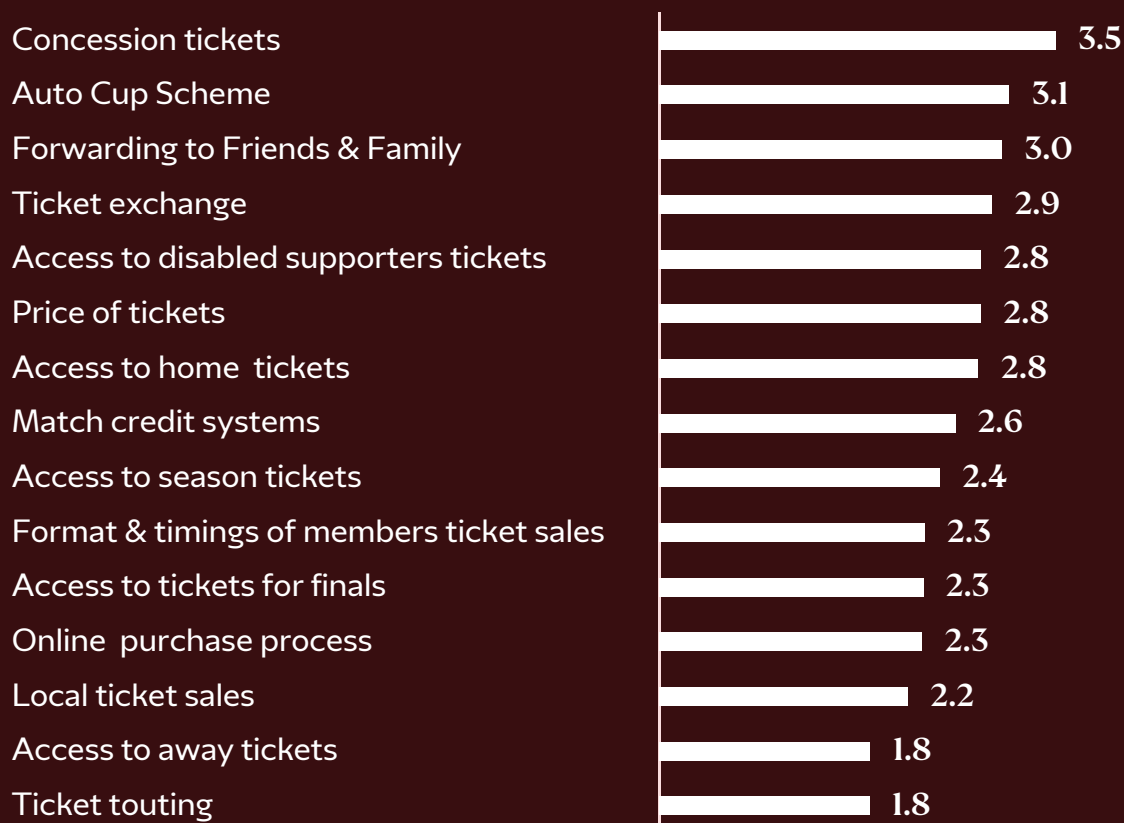 Concession tickets 3.5
Auto Cup Scheme 3.1
Forwarding to Friends & Family 3.0
Ticket exchange 2.9
Access to disabled supporters tickets 2.8
Price of tickets 2.8
Access to home  tickets 2.8
Match credit systems 2.6
Access to season tickets 2.4
Format & timings of members ticket sales 2.3
Access to tickets for finals 2.3
Online  purchase process 2.3
Local ticket sales 2.2
Access to away tickets 1.8
Ticket touting 1.8